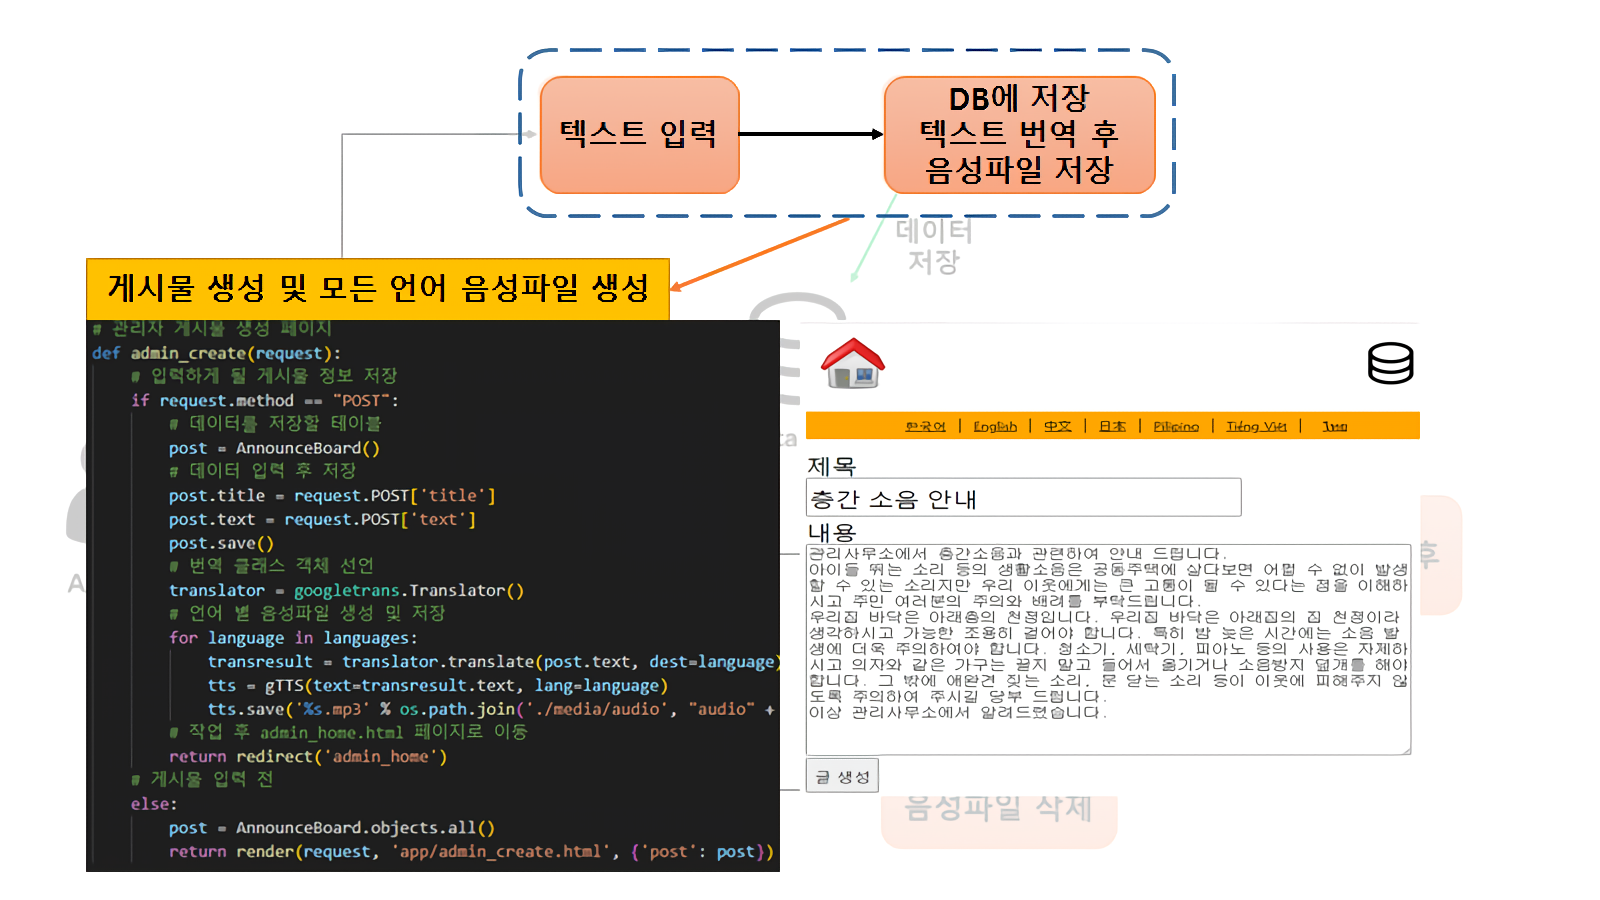 텍스트 입력
DB에 저장
텍스트 번역 후
음성파일 저장
데이터
저장
게시물 생성 및 모든 언어 음성파일 생성
# 관리자 게시물 생성 페이지
def admin_create(request):
# 입력하게 될 게시물 정보 저장
if request.method == "POST":
# 데이터를 저장할 테이블
post = AnnounceBoard()
# 데이터 입력 후 저장
post.title = request.POST['title']
post.text = request.POST['text']
post.save()
# 번역 클래스 객체 선언
translator = googletrans.Translator()
# 언어 별 음성파일 생성 및 저장
for language in languages:
transresult = translator.translate(post.text, dest=language)
tts = gTTS(text=transresult.text, lang=language)
tts.save('%s.mp3' % os.path.join('./media/audio', "audio" +
# 작업 후 admin_home.html 페이지로 이동
return redirect('admin_home')
# 게시물 입력 전
else:
post = AnnounceBoard.objects.all()
return render(request, 'app/admin_create.html', {'post': post})
한국어 | English | 中文 | 日本 | Pilipino | Tiếng Việt | ไทย
제목
층간 소음 안내
내용
관리사무소에서 층간소음과 관련하여 안내 드립니다.
아이들 뛰는 소리 등의 생활소음은 공동주택에 살다보면 어쩔 수 없이 발생
할 수 있는 소리지만 우리 이웃에게는 큰 고통이 될 수 있다는 점을 이해하
시고 주민 여러분의 주의와 배려를 부탁드립니다.
우리집 바닥은 아래층의 천정입니다. 우리집 바닥은 아래집의 집 천정이라
생각하시고 가능한 조용히 걸어야 합니다. 특히 밤 늦은 시간에는 소음 발
생에 더욱 주의하여야 합니다. 청소기, 세탁기, 피아노 등의 사용은 자제하
시고 의자와 같은 가구는 끌지 말고 들어서 옮기거나 소음방지 덮개를 해야
합니다. 그 밖에 애완견 짖는 소리, 문 닫는 소리 등이 이웃에 피해주지 않
도록 주의하여 주시길 당부 드립니다.
이상 관리사무소에서 알려드렸습니다.
글 생성
음성파일 삭제
후
ta
A